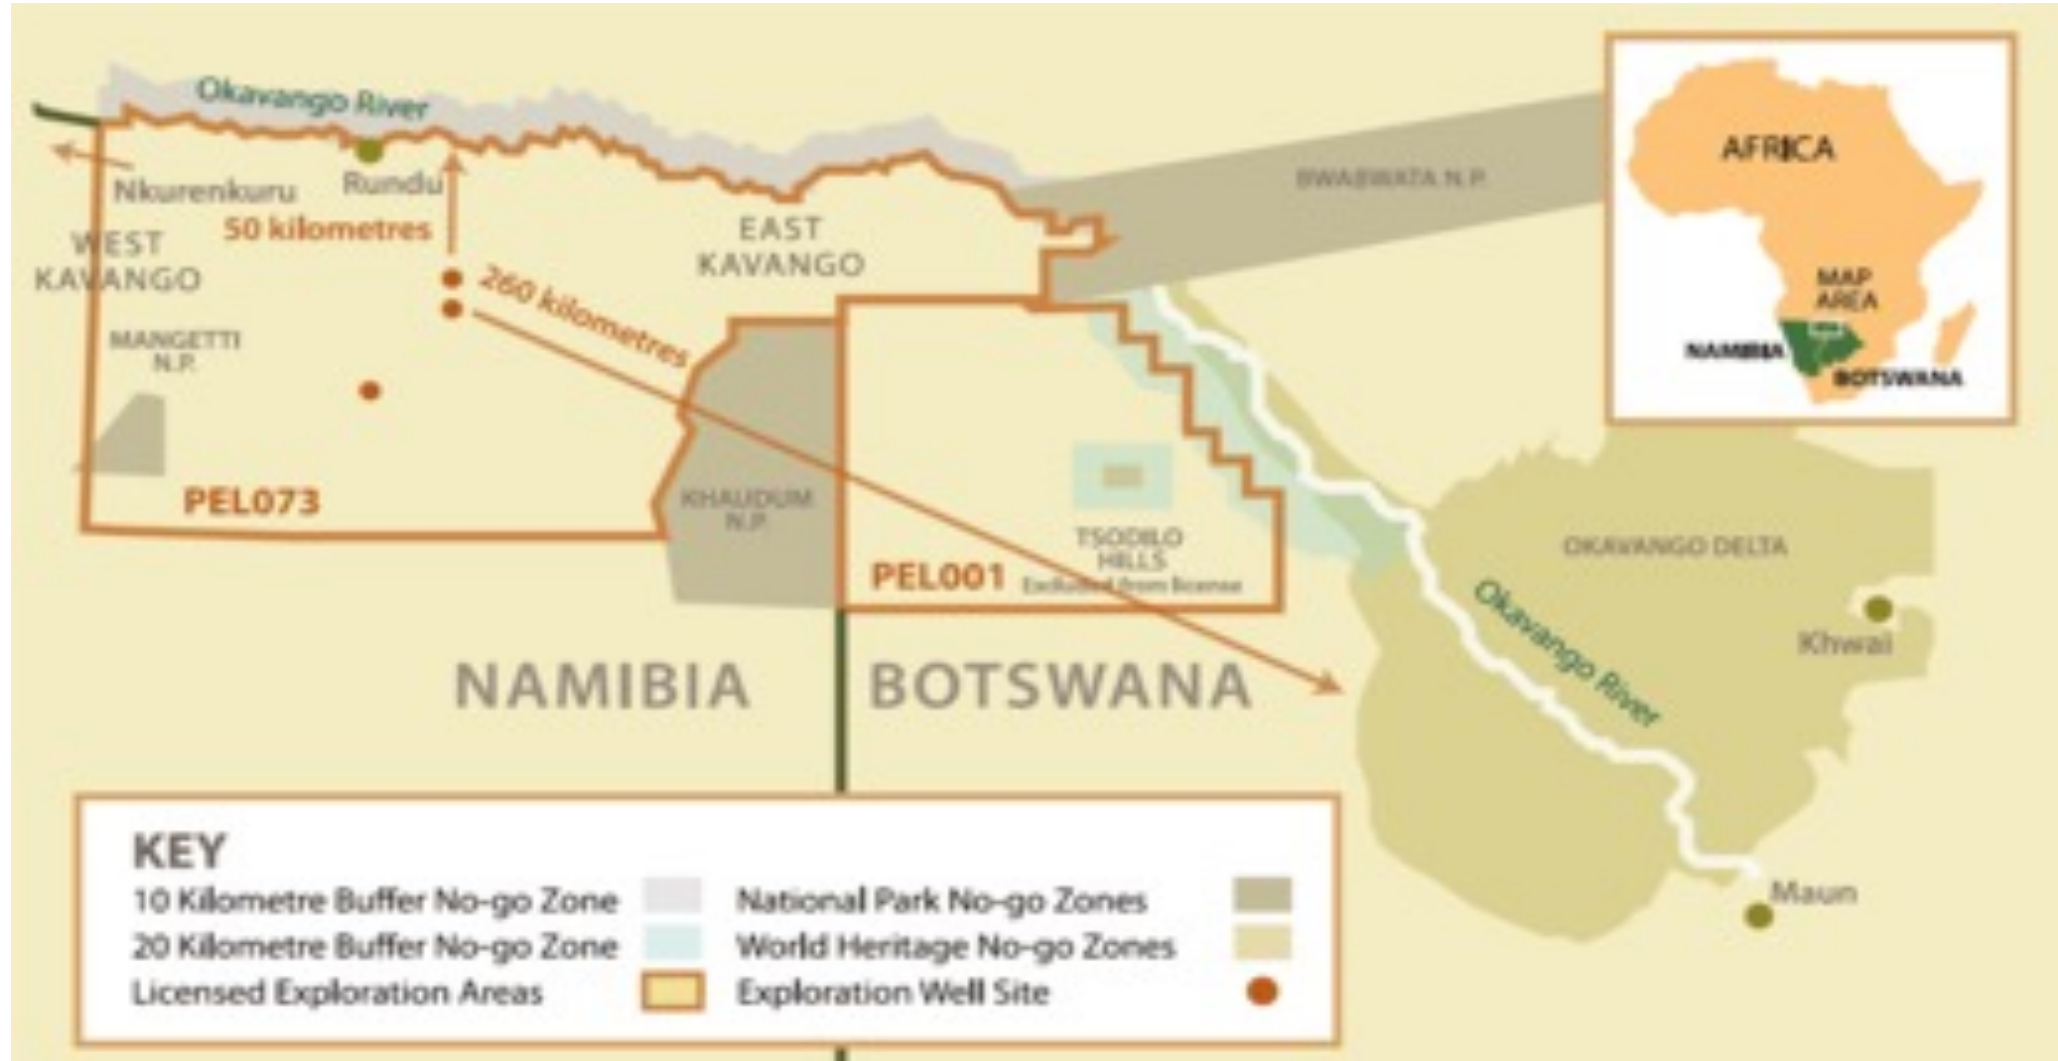 Okavango River
AFRICA
BWABWATA N.P.
Nkurenkuru
Rundu
50 kilometres
EAST
KAVANGO
WEST
KAVANGO
260 kilometres
MAP
AREA
NAMIBIA
BOTSWANA
MANGETTI
N.P.
PEL073
KHAUDUM
N.P.
TSODILO
HILLS
Excluded from license
PEL001
OKAVANGO DELTA
Okavango River
Khwai
NAMIBIA
BOTSWANA
Maun
KEY
10 Kilometre Buffer No-go Zone
20 Kilometre Buffer No-go Zone
Licensed Exploration Areas
National Park No-go Zones
World Heritage No-go Zones
Exploration Well Site